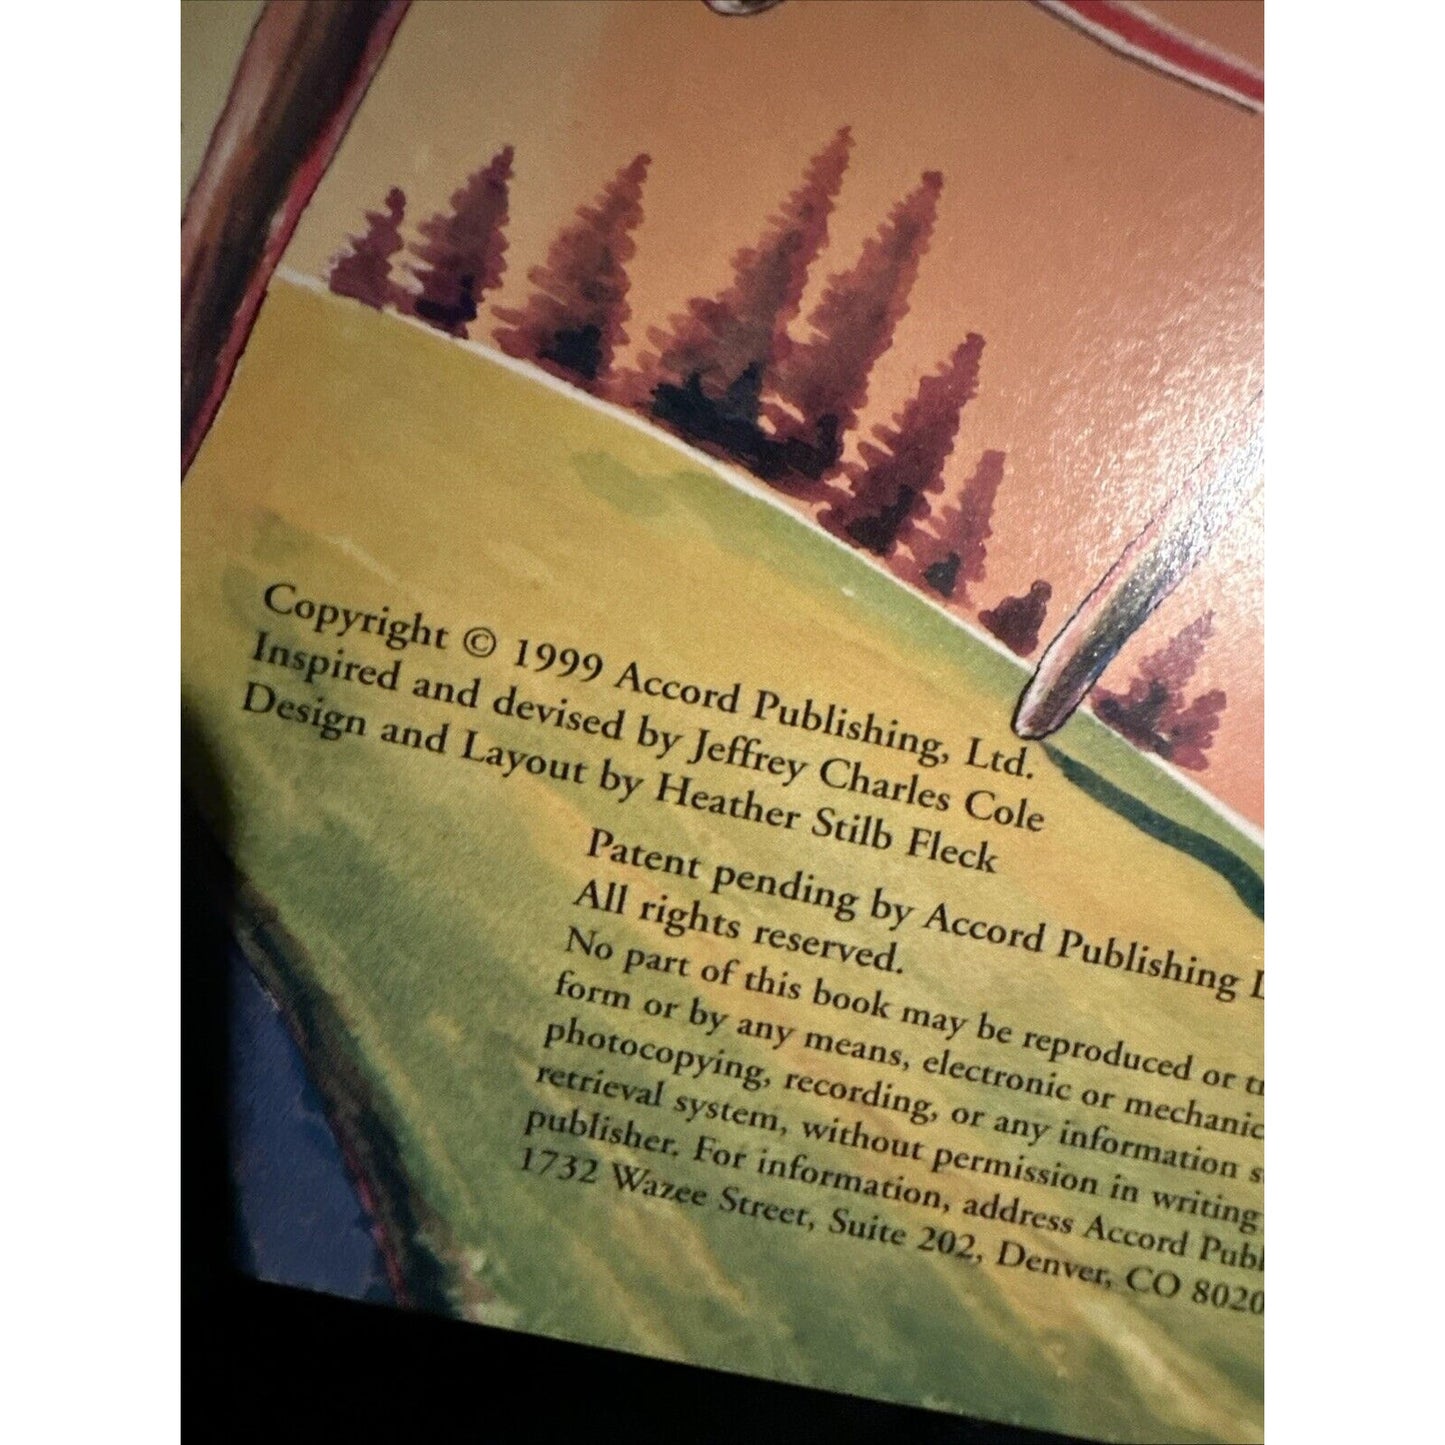 Copyright © 1999 Accord Publishing, Ltd.
Inspired and devised by Jeffrey Charles Cole
Design and Layout by Heather Stilb Fleck
Patent pending by Accord Publishing
All rights reserved.
No part of this book may be reproduced or
form or by any means, electronic or
photocopying, recording, or any information
retrieval system, without permission in writing
publisher. For information, address Accord
1732 Wazee Street, Suite 202, Denver, CO